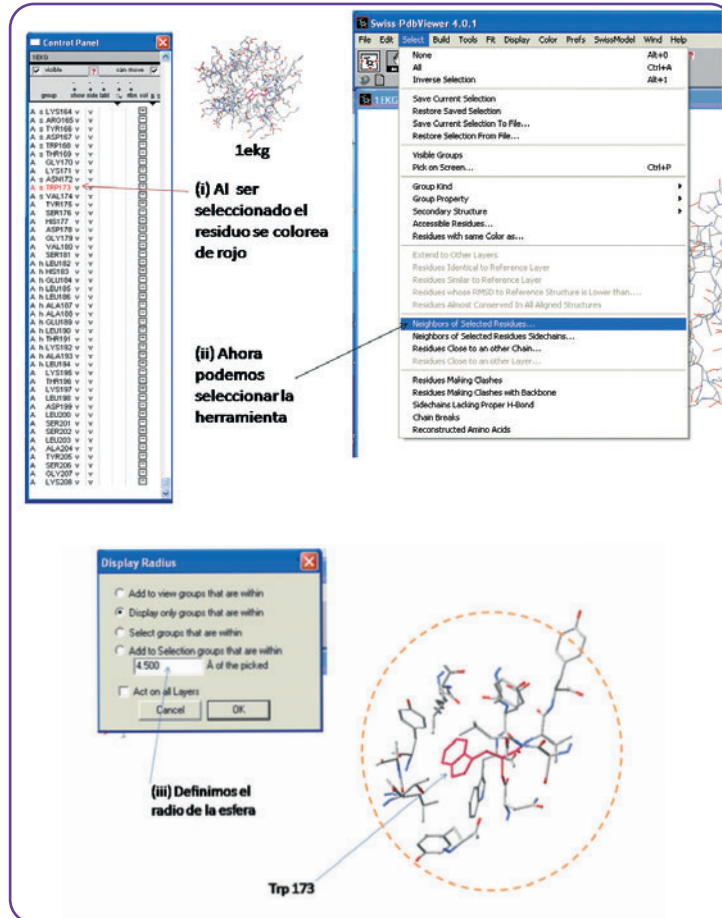 Control Panel
1EKG
visible
?
can move
group show side labl ribn col
A s LYS164 v v
A s ARG165 v v
A s TYR166 v v
A s ASP167 v v
A s TRP168 v v
A s THR169 v v
A GLY170 v v
A LYS171 v v
A s ASN172 v v
A s TRP173 v v
A s VAL174 v v
A TYR175 v v
A SER176 v v
A HIS177 v v
A ASP178 v v
A GLY179 v v
A VAL180 v v
A SER181 v v
A h LEU182 v v
A h HIS183 v v
A h GLU184 v v
A h LEU185 v v
A h LEU186 v v
A h ALA187 v v
A h ALA188 v v
A h GLU189 v v
A h LEU190 v v
A h THR191 v v
A h LYS192 v v
A h ALA193 v v
A h LEU194 v v
A LYS195 v v
A THR196 v v
A LYS197 v v
A LEU198 v v
A ASP199 v v
A LEU200 v v
A SER201 v v
A SER202 v v
A LEU203 v v
A ALA204 v v
A TYR205 v v
A SER206 v v
A GLY207 v v
A LYS208 v v
1ekg
(i) Al ser
seleccionado el
residuo se colorea
de rojo
(ii) Ahora
podemos
seleccionar la
herramienta
Swiss-PdbViewer 4.0.1
File Edit Select Build Tools Fit Display Color Prefs SwissModel Wind Help
1EKG
None Alt+0
All Ctrl+A
Inverse Selection Alt+1
Save Current Selection
Restore Saved Selection
Save Current Selection To File...
Restore Selection From File...
Visible Groups
Pick on Screen... Ctrl+P
Group Kind
Group Property
Secondary Structure
Accessible Residues...
Residues with same Color as...
Extend to Other Layers
Residues Identical to Reference Layer
Residues Similar to Reference Layer
Residues whose RMSD to Reference Structure is Lower than....
Residues Almost Conserved In All Aligned Structures
Neighbors of Selected Residues...
Neighbors of Selected Residues Sidechains...
Residues Close to an other Chain...
Residues Close to an other Layer...
Residues Making Clashes
Residues Making Clashes with Backbone
Sidechains Lacking Proper H-Bond
Chain Breaks
Reconstructed Amino Acids
Display Radius
Add to view groups that are within
Display only groups that are within
Select groups that are within
Add to Selection groups that are within
4.500 Å of the picked
Act on all Layers
Cancel OK
(iii) Definimos el
radio de la esfera
Trp 173